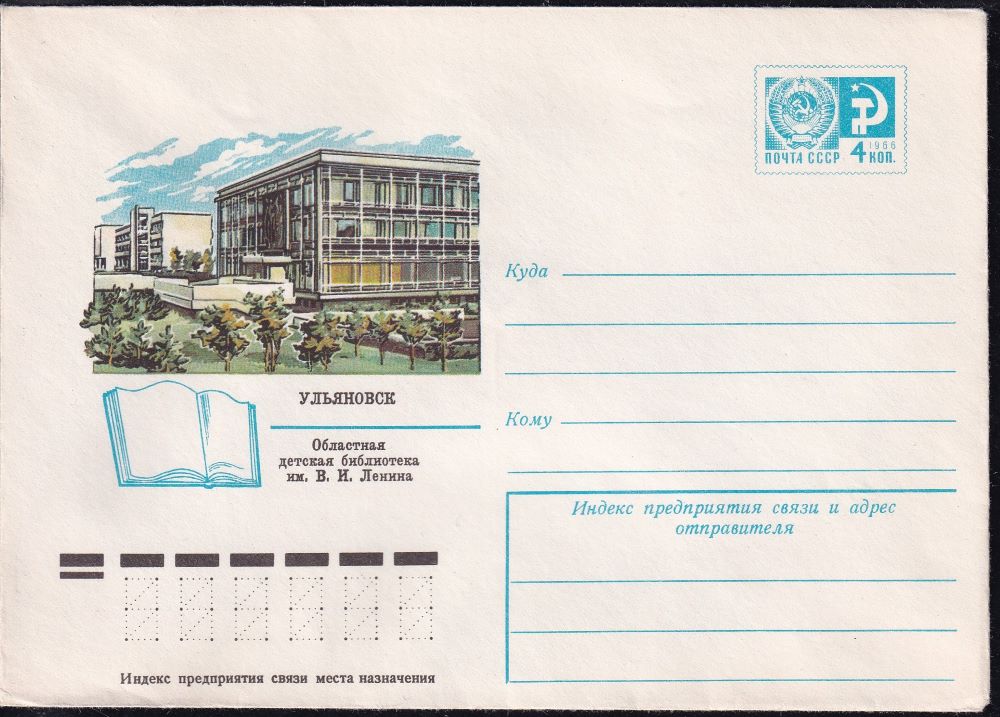 1966
ПОЧТА СССР 4 КОП.
Куда
УЛЬЯНОВСК
Кому
Областная
детская библиотека
им. В. И. Ленина
Индекс предприятия связи и адрес
отправителя
Индекс предприятия связи места назначения